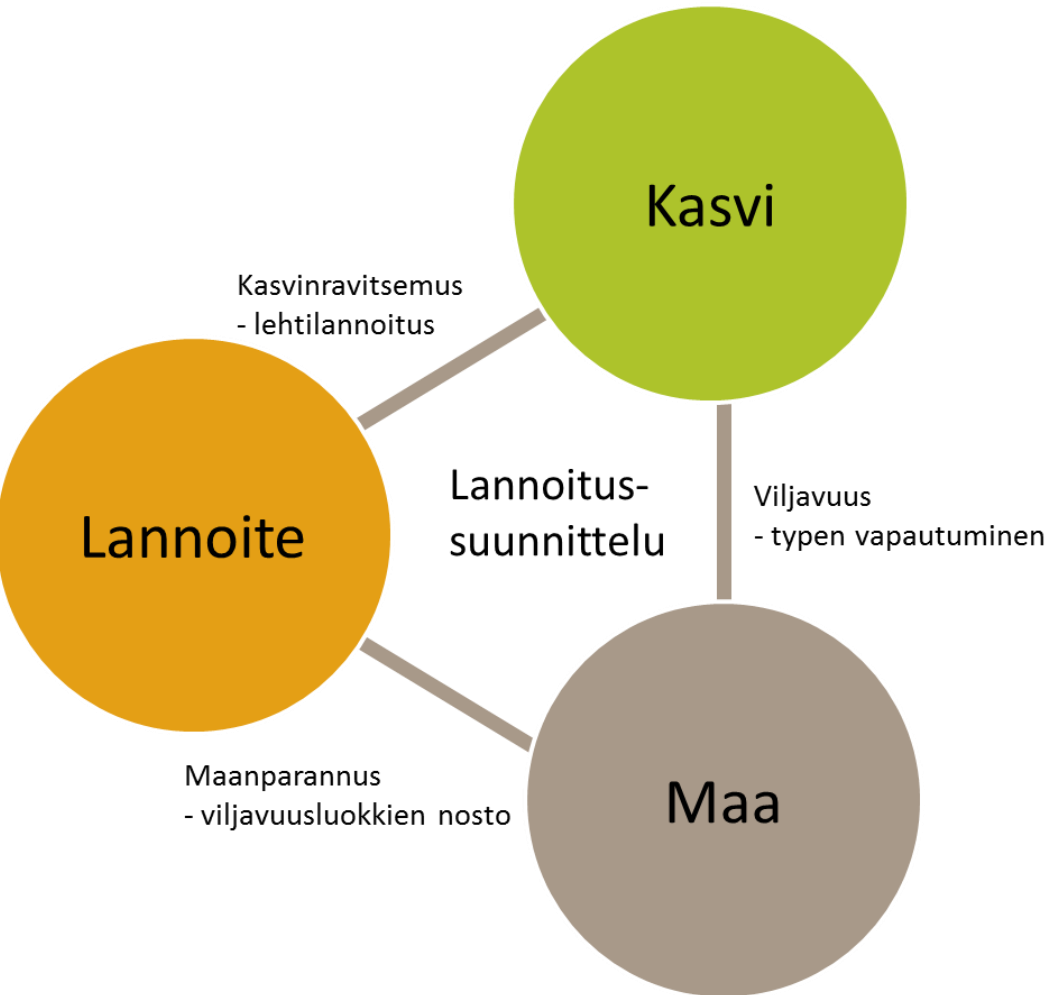 Kasvi
Kasvinravitsemus
- lehtilannoitus
Lannoite
Lannoitus-
suunnittelu
Viljavuus
- typen vapautuminen
Maanparannus
- viljavuusluokkien nosto
Maa